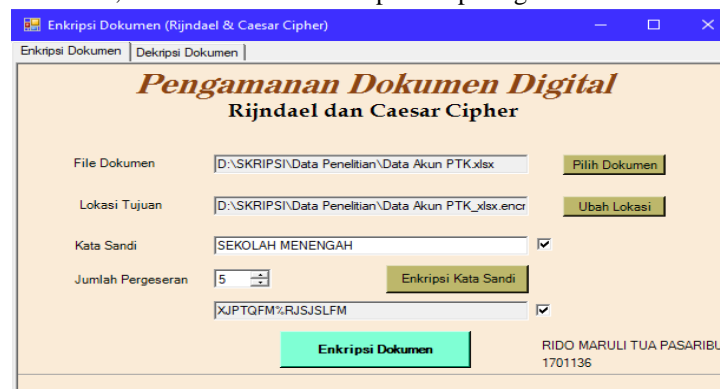 Enkripsi Dokumen (Rijndael & Caesar Cipher)
Enkripsi Dokumen Dekripsi Dokumen
Pengamanan Dokumen Digital
Rijndael dan Caesar Cipher
File Dokumen D:\SKRIPSI\Data Penelitian\Data Akun PTK.xlsx Pilih Dokumen
Lokasi Tujuan D:\SKRIPSI\Data Penelitian\Data Akun PTK_xlsx.encr Ubah Lokasi
Kata Sandi SEKOLAH MENENGAH
Jumlah Pergeseran 5 Enkripsi Kata Sandi
XJPTQFM%RJSJSLFM
Enkripsi Dokumen RIDO MARULI TUA PASARIBU
1701136